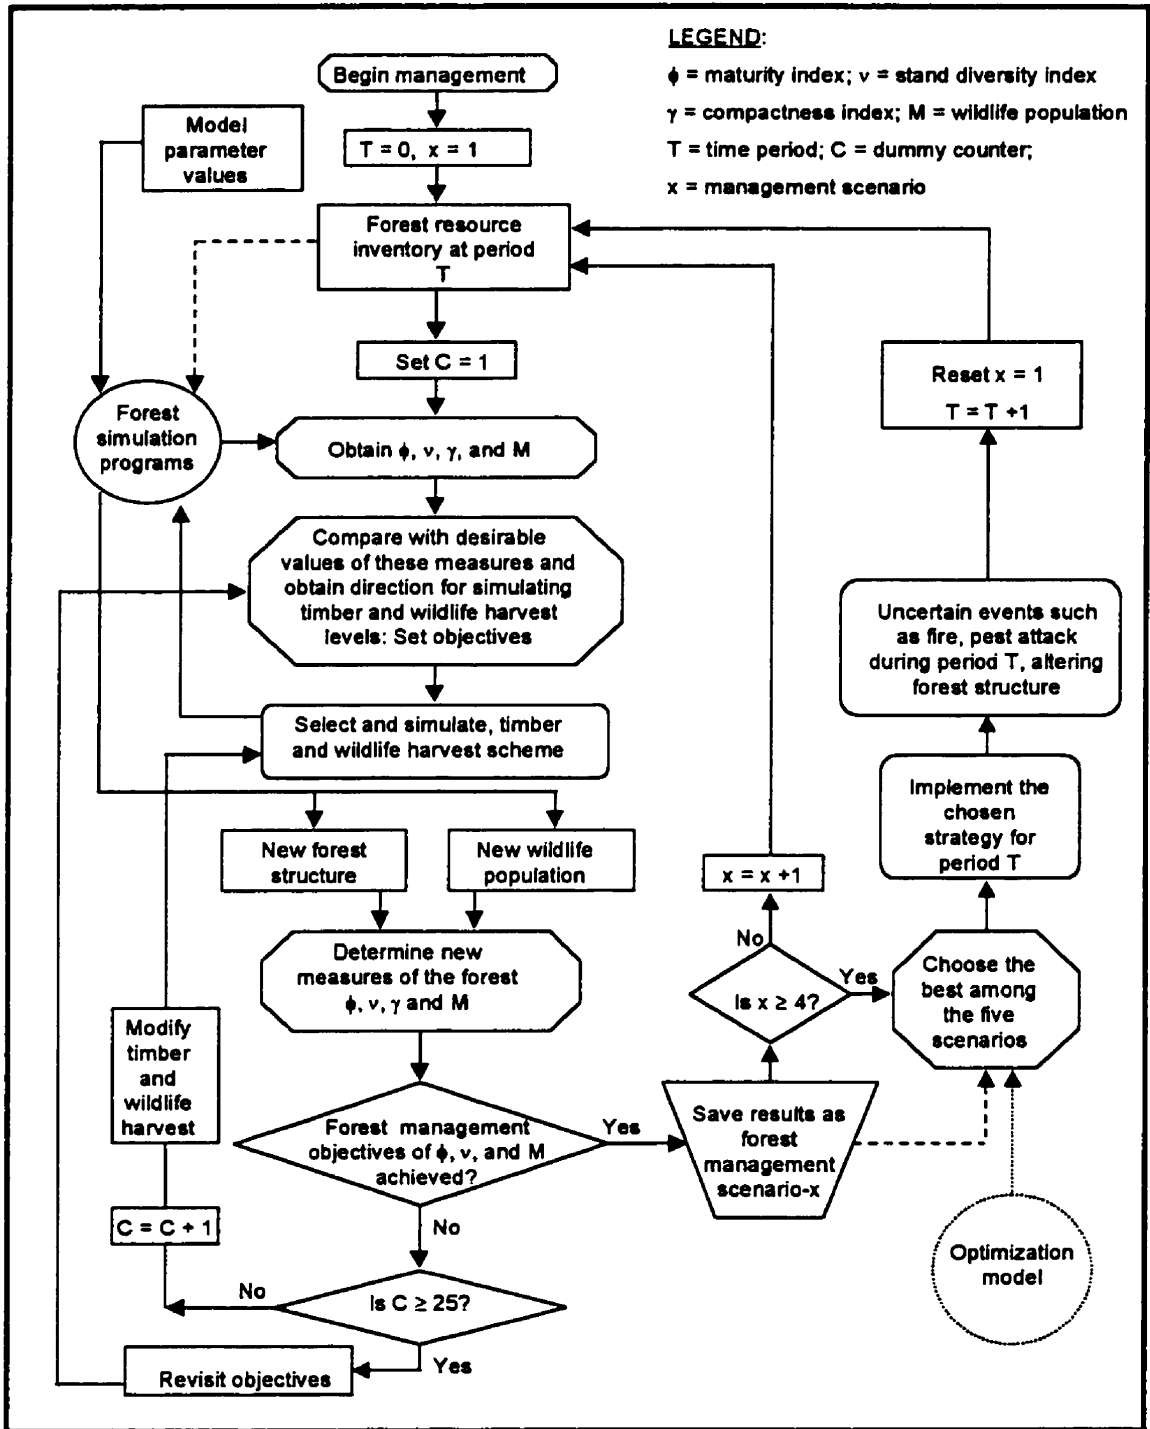 LEGEND:
ϕ = maturity index; ν = stand diversity index
γ = compactness index; M = wildlife population
T = time period; C = dummy counter;
x = management scenario
Begin management
Model
parameter
values
T = 0, x = 1
Forest resource
inventory at period
T
Set C = 1
Reset x = 1
T = T +1
Forest
simulation
programs
Obtain ϕ, ν, γ, and M
Compare with desirable
values of these measures and
obtain direction for simulating
timber and wildlife harvest
levels: Set objectives
Uncertain events such
as fire, pest attack
during period T, altering
forest structure
Select and simulate, timber
and wildlife harvest scheme
Implement the
chosen
strategy for
period T
New forest
structure
New wildlife
population
x = x +1
No
Determine new
measures of the forest
ϕ, ν, γ and M
Is x ≥ 4?
Yes
Choose the
best among
the five
scenarios
Modify
timber
and
wildlife
harvest
Forest management
objectives of ϕ, ν, and M
achieved?
Yes
Save results as
forest
management
scenario-x
C = C + 1
No
Optimization
model
No
Is C ≥ 25?
Yes
Revisit objectives